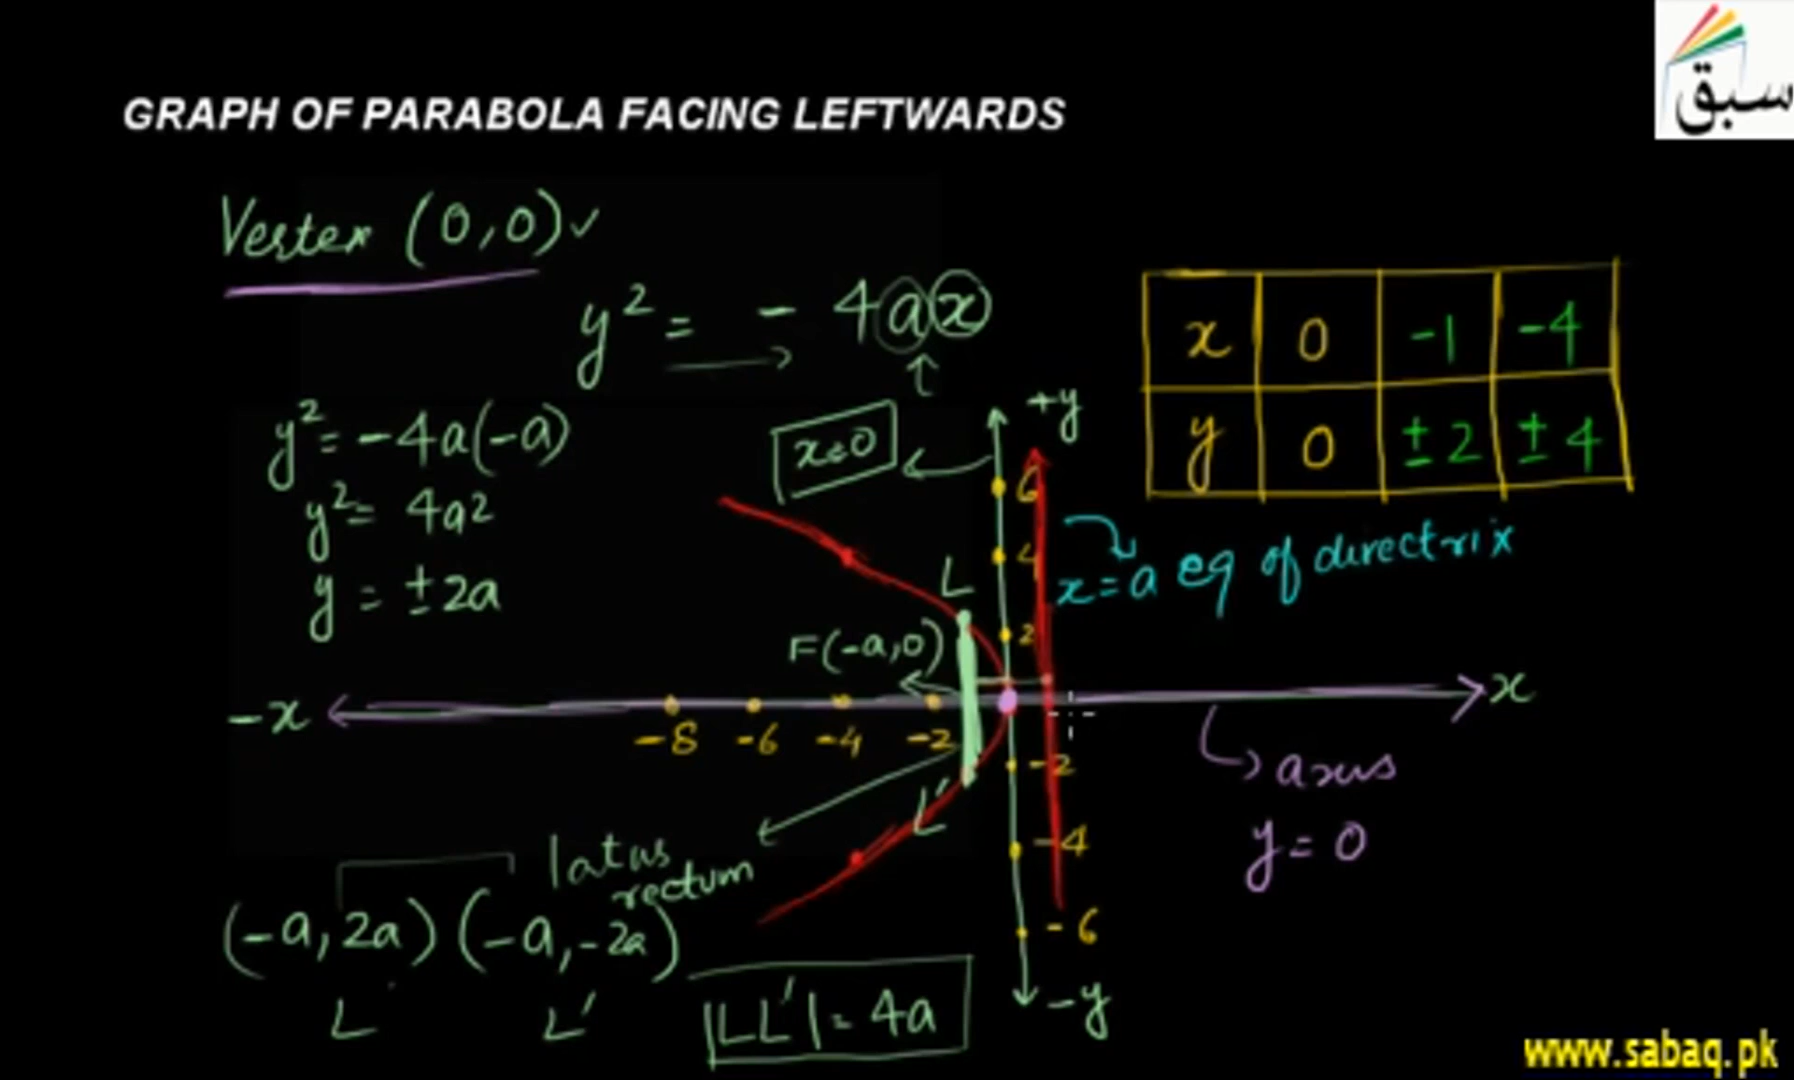 سبق
GRAPH OF PARABOLA FACING LEFTWARDS
Vertex (0,0) ✓
y² = - 4ax
x 0 -1 -4
y 0 ±2 ±4
y² = -4a(-a)
y² = 4a²
y = ±2a
x=0
+y
6
4
2
x = a eq of directrix
L
F(-a,0)
-x
x
-8 -6 -4 -2
-2
-4
-6
-y
L'
axis
y = 0
latus
rectum
(-a, 2a) (-a, -2a)
L L'
|LL'| = 4a
www.sabaq.pk